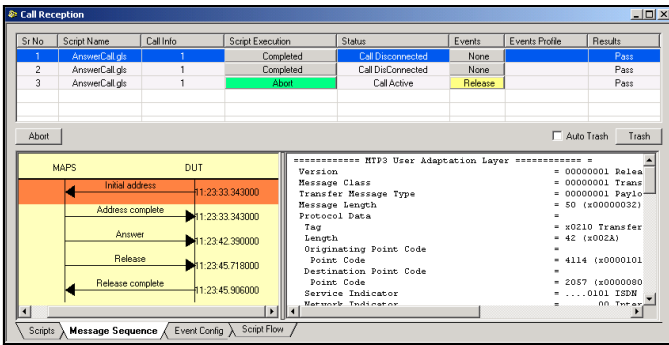 Call Reception
Sr No Script Name Call Info Script Execution Status Events Events Profile Results
1 AnswerCall.gls 1 Completed Call Disconnected None Pass
2 AnswerCall.gls 1 Completed Call DisConnected None Pass
3 AnswerCall.gls 1 Abort Call Active Release Pass
Abort Auto Trash Trash
MAPS DUT
Initial address 11:23:33.343000
Address complete 11:23:33.343000
Answer 11:23:42.390000
Release 11:23:45.718000
Release complete 11:23:45.906000
============ MTP3 User Adaptation Layer ============ =
Version = 00000001 Relea
Message Class = 00000001 Trans
Transfer Message Type = 00000001 Paylo
Message Length = 50 (x00000032)
Protocol Data =
Tag = x0210 Transfer
Length = 42 (x002A)
Originating Point Code =
Point Code = 4114 (x0000101
Destination Point Code =
Point Code = 2057 (x0000080
Service Indicator = ....0101 ISDN
Network Indicator = 00 Inter
Scripts Message Sequence Event Config Script Flow